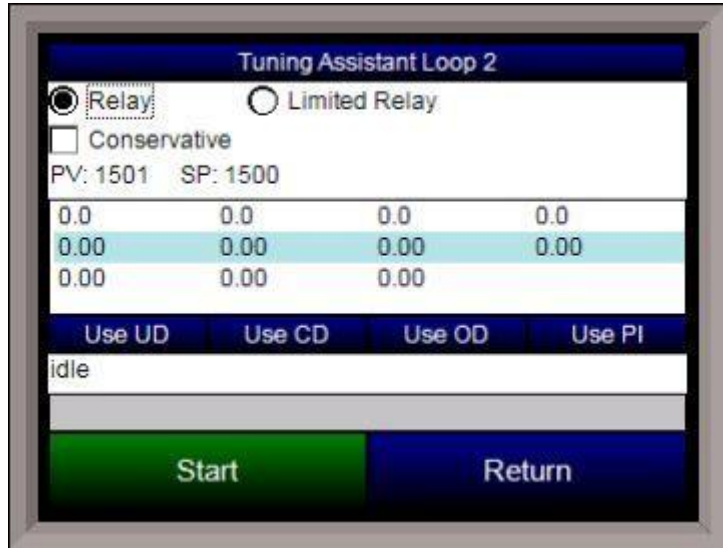 Tuning Assistant Loop 2
Relay Limited Relay
Conservative
PV: 1501 SP: 1500
0.0 0.0 0.0 0.0
0.00 0.00 0.00 0.00
0.00 0.00 0.00
Use UD Use CD Use OD Use PI
idle
Start Return